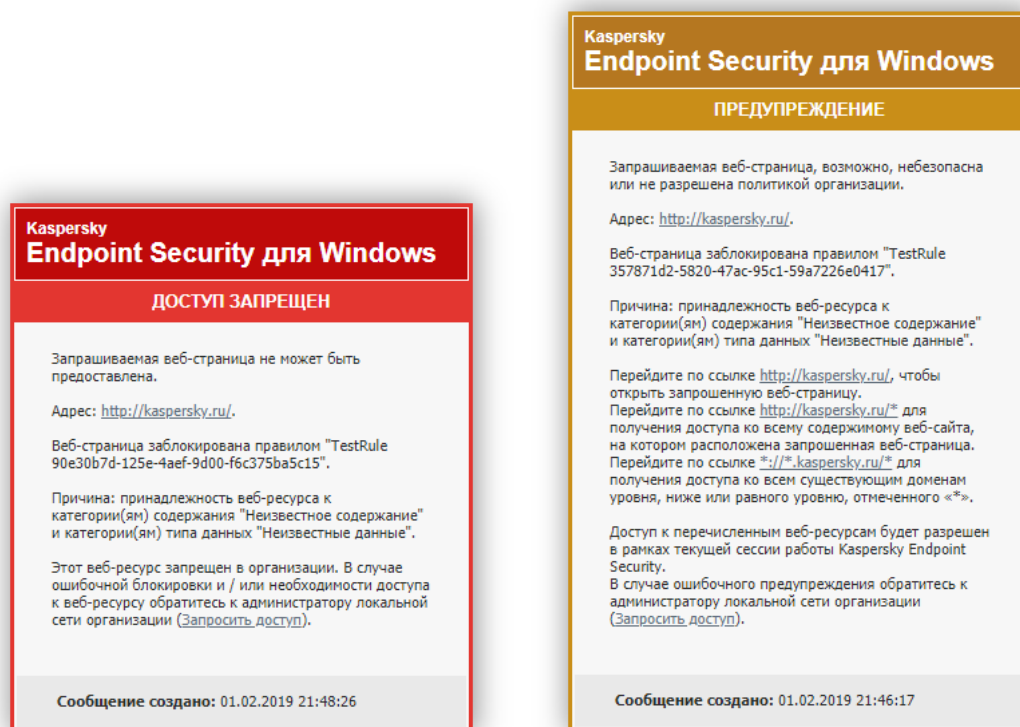 Kaspersky
Endpoint Security для Windows
ДОСТУП ЗАПРЕЩЕН
Запрашиваемая веб-страница не может быть
предоставлена.
Адрес: http://kaspersky.ru/.
Веб-страница заблокирована правилом "TestRule
90e30b7d-125e-4aef-9d00-f6c375ba5c15".
Причина: принадлежность веб-ресурса к
категории(ям) содержания "Неизвестное содержание"
и категории(ям) типа данных "Неизвестные данные".
Этот веб-ресурс запрещен в организации. В случае
ошибочной блокировки и / или необходимости доступа
к веб-ресурсу обратитесь к администратору локальной
сети организации (Запросить доступ).
Сообщение создано: 01.02.2019 21:48:26
Kaspersky
Endpoint Security для Windows
ПРЕДУПРЕЖДЕНИЕ
Запрашиваемая веб-страница, возможно, небезопасна
или не разрешена политикой организации.
Адрес: http://kaspersky.ru/.
Веб-страница заблокирована правилом "TestRule
357871d2-5820-47ac-95c1-59a7226e0417".
Причина: принадлежность веб-ресурса к
категории(ям) содержания "Неизвестное содержание"
и категории(ям) типа данных "Неизвестные данные".
Перейдите по ссылке http://kaspersky.ru/, чтобы
открыть запрошенную веб-страницу.
Перейдите по ссылке http://kaspersky.ru/* для
получения доступа ко всему содержимому веб-сайта,
на котором расположена запрошенная веб-страница.
Перейдите по ссылке *://*.kaspersky.ru/* для
получения доступа ко всем существующим доменам
уровня, ниже или равного уровню, отмеченного «*».
Доступ к перечисленным веб-ресурсам будет разрешен
в рамках текущей сессии работы Kaspersky Endpoint
Security.
В случае ошибочного предупреждения обратитесь к
администратору локальной сети организации
(Запросить доступ).
Сообщение создано: 01.02.2019 21:46:17